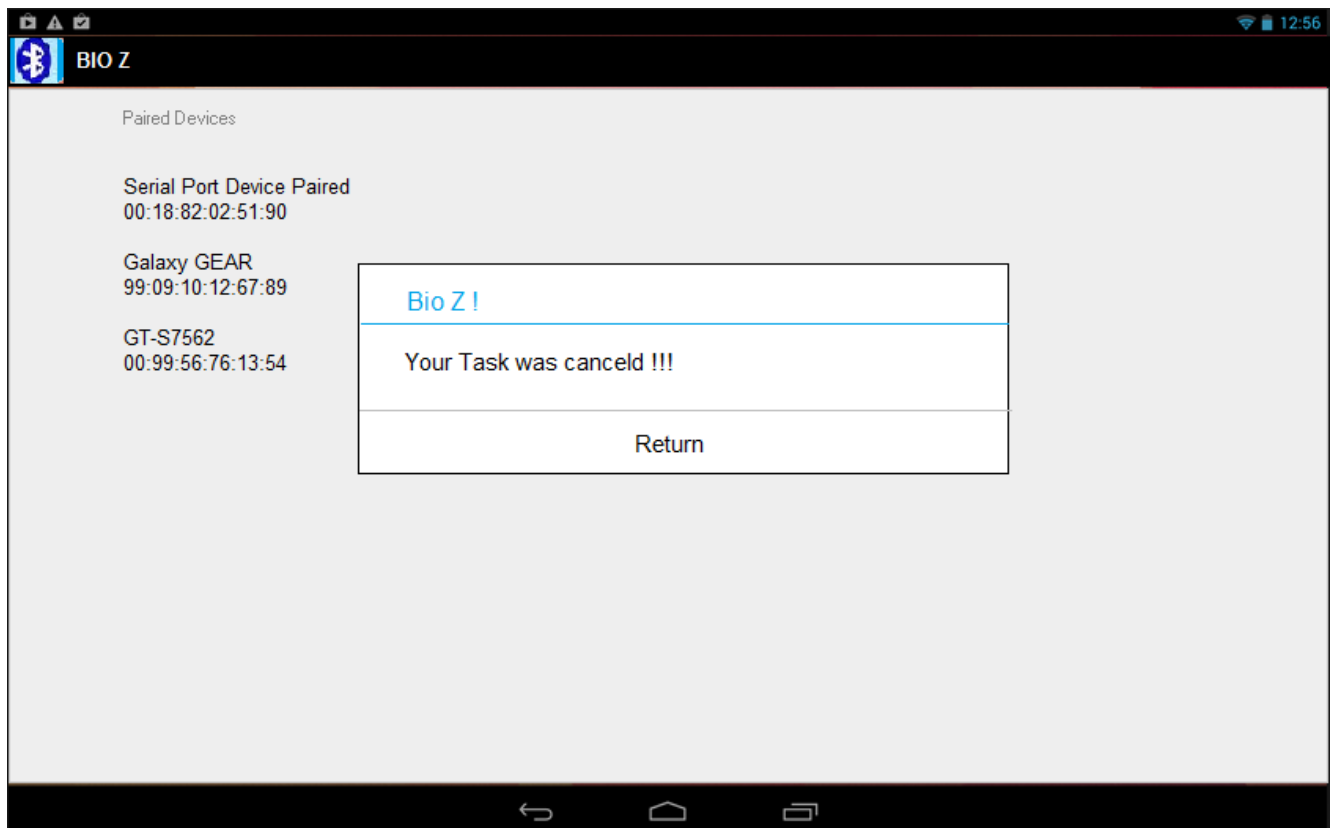 12:56
BIO Z
Paired Devices
Serial Port Device Paired
00:18:82:02:51:90
Galaxy GEAR
99:09:10:12:67:89
GT-S7562
00:99:56:76:13:54
Bio Z !
Your Task was canceld !!!
Return